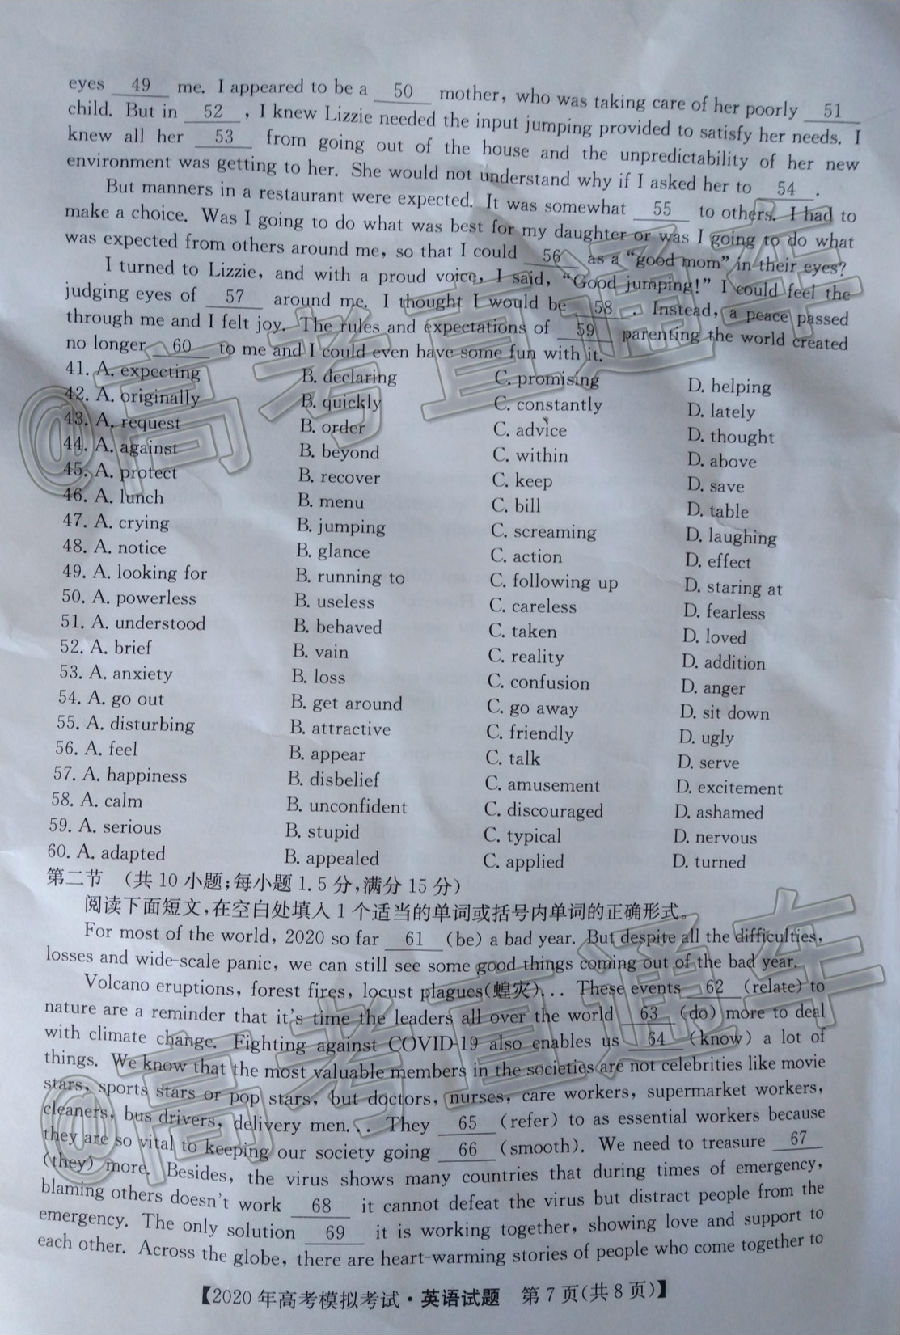 eyes 49 me. I appeared to be a 50 mother, who was taking care of her poorly 51
child. But in 52, I knew Lizzie needed the input jumping provided to satisfy her needs. I
knew all her 53 from going out of the house and the unpredictability of her new
environment was getting to her. She would not understand why if I asked her to 54.
But manners in a restaurant were expected. It was somewhat 55 to others. I had to
make a choice. Was I going to do what was best for my daughter or was I going to do what
was expected from others around me, so that I could 56 as a “good mom” in their eyes?
I turned to Lizzie, and with a proud voice, I said, “Good jumping!” I could feel the
judging eyes of 57 around me. I thought I would be 58. Instead, a peace passed
through me and I felt joy. The rules and expectations of 59 parenting the world created
no longer 60 to me and I could even have some fun with it.
41. A. expecting B. declaring C. promising D. helping
42. A. originally B. quickly C. constantly D. lately
43. A. request B. order C. advice D. thought
44. A. against B. beyond C. within D. above
45. A. protect B. recover C. keep D. save
46. A. lunch B. menu C. bill D. table
47. A. crying B. jumping C. screaming D. laughing
48. A. notice B. glance C. action D. effect
49. A. looking for B. running to C. following up D. staring at
50. A. powerless B. useless C. careless D. fearless
51. A. understood B. behaved C. taken D. loved
52. A. brief B. vain C. reality D. addition
53. A. anxiety B. loss C. confusion D. anger
54. A. go out B. get around C. go away D. sit down
55. A. disturbing B. attractive C. friendly D. ugly
56. A. feel B. appear C. talk D. serve
57. A. happiness B. disbelief C. amusement D. excitement
58. A. calm B. unconfident C. discouraged D. ashamed
59. A. serious B. stupid C. typical D. nervous
60. A. adapted B. appealed C. applied D. turned
第二节 (共10小题;每小题1.5分,满分15分)
阅读下面短文,在空白处填入1个适当的单词或括号内单词的正确形式。
For most of the world, 2020 so far 61 (be) a bad year. But despite all the difficulties,
losses and wide-scale panic, we can still see some good things coming out of the bad year.
Volcano eruptions, forest fires, locust plagues(蝗灾)... These events 62 (relate) to
nature are a reminder that it's time the leaders all over the world 63 (do) more to deal
with climate change. Fighting against COVID-19 also enables us 64 (know) a lot of
things. We know that the most valuable members in the societies are not celebrities like movie
stars, sports stars or pop stars, but doctors, nurses, care workers, supermarket workers,
cleaners, bus drivers, delivery men... They 65 (refer) to as essential workers because
they are so vital to keeping our society going 66 (smooth). We need to treasure 67
(they) more. Besides, the virus shows many countries that during times of emergency,
blaming others doesn't work 68 it cannot defeat the virus but distract people from the
emergency. The only solution 69 it is working together, showing love and support to
each other. Across the globe, there are heart-warming stories of people who come together to
【2020年高考模拟考试·英语试题 第7页(共8页)】
@高考直通车
@高考直通车